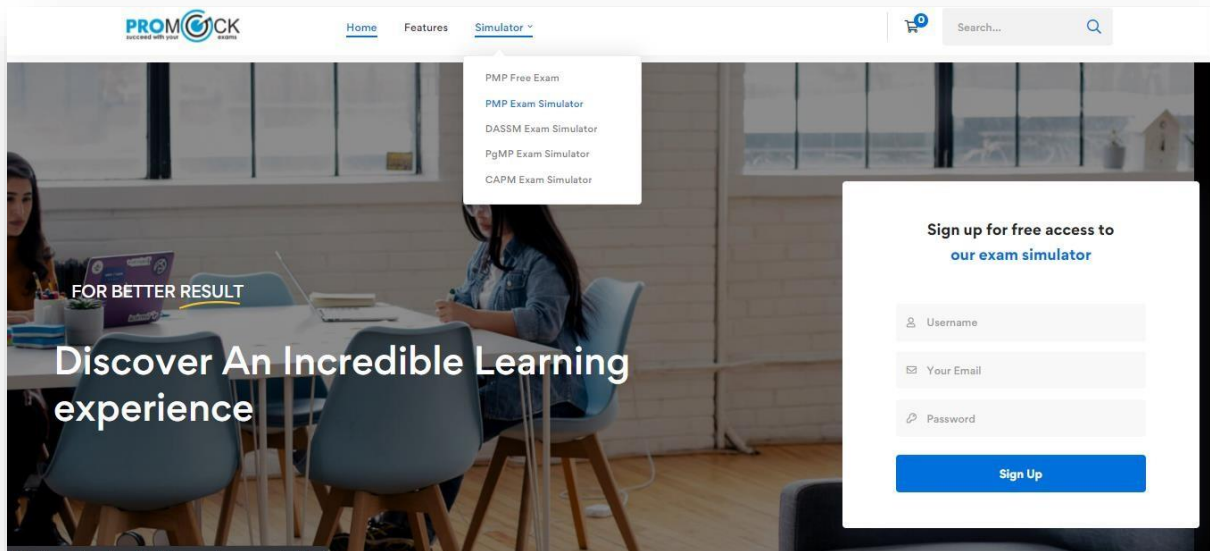 PROMOCK
succeed with your exams
Home Features Simulator
0
Search...
PMP Free Exam
PMP Exam Simulator
DASSM Exam Simulator
PgMP Exam Simulator
CAPM Exam Simulator
FOR BETTER RESULT
Discover An Incredible Learning
experience
Sign up for free access to
our exam simulator
Username
Your Email
Password
Sign Up